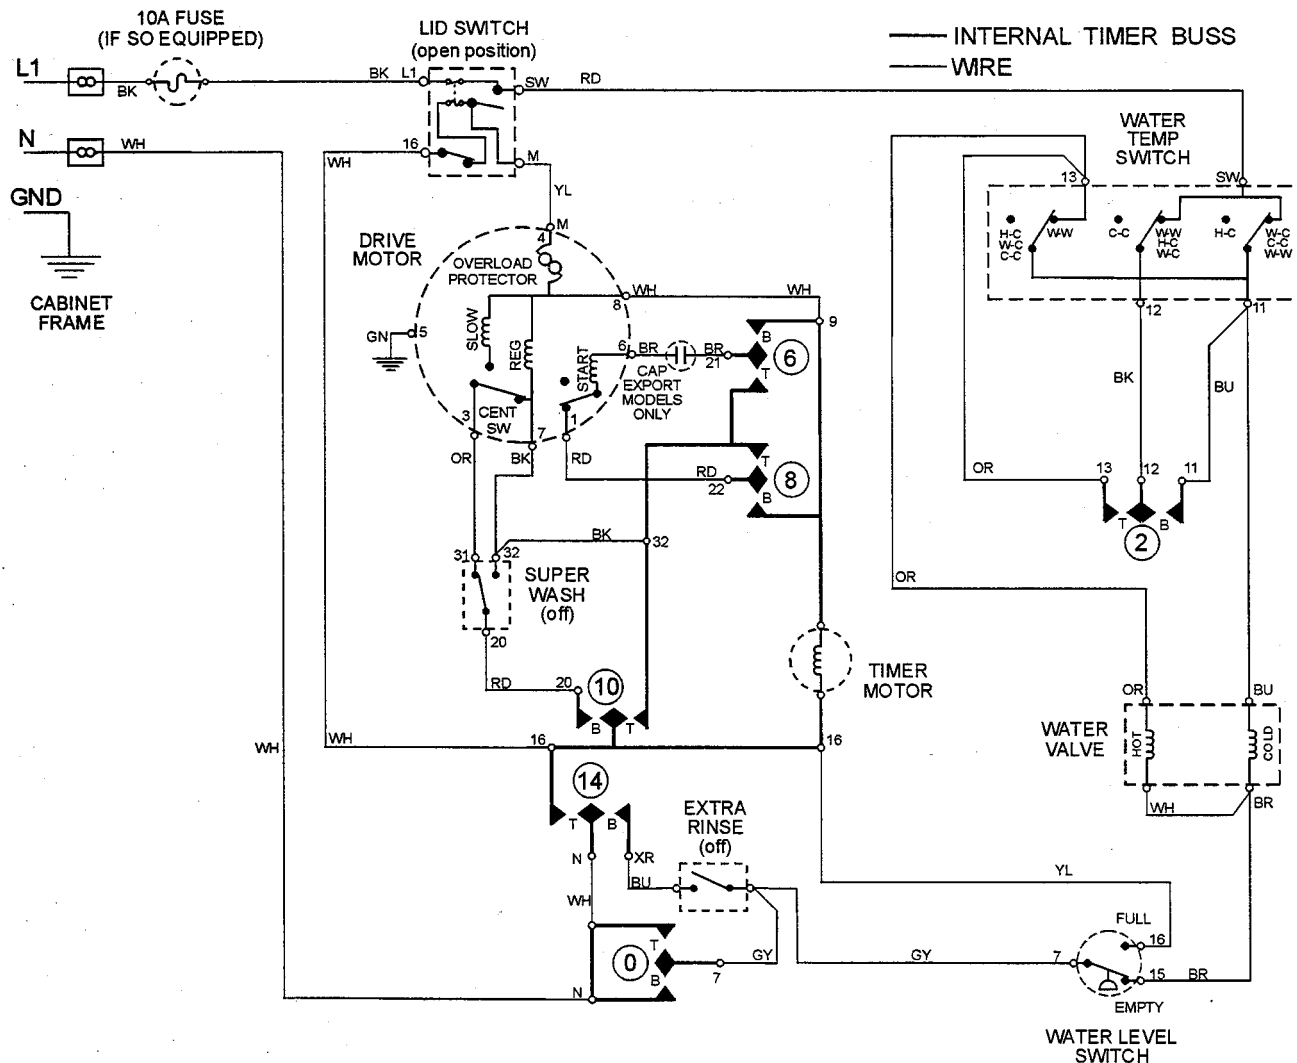 10A FUSE
(IF SO EQUIPPED)
LID SWITCH
(open position)
INTERNAL TIMER BUSS
WIRE
L1
BK
BK
L1
SW
RD
N
WH
16
WH
M
YL
WATER
TEMP
SWITCH
13
SW
GND
CABINET
FRAME
H-C
W-C
C-C
W-W
C-C
W-W
H-C
W-C
H-C
W-C
C-C
W-W
12
11
DRIVE
MOTOR
M
4
OVERLOAD
PROTECTOR
8
WH
WH
9
GN
5
SLOW
REG
START
6
BR
BR
21
CAP
EXPORT
MODELS
ONLY
B
6
T
3
CENT
SW
7
1
OR
BK
RD
RD
22
T
8
B
BK
BU
OR
13
12
11
T
B
2
31
32
BK
32
SUPER
WASH
(off)
20
RD
20
10
B
T
OR
TIMER
MOTOR
OR
BU
WATER
VALVE
HOT
COLD
WH
BR
WH
WH
16
16
14
T
B
N
XR
BU
WH
EXTRA
RINSE
(off)
YL
T
0
B
7
GY
GY
N
FULL
16
7
15
BR
EMPTY
WATER LEVEL
SWITCH